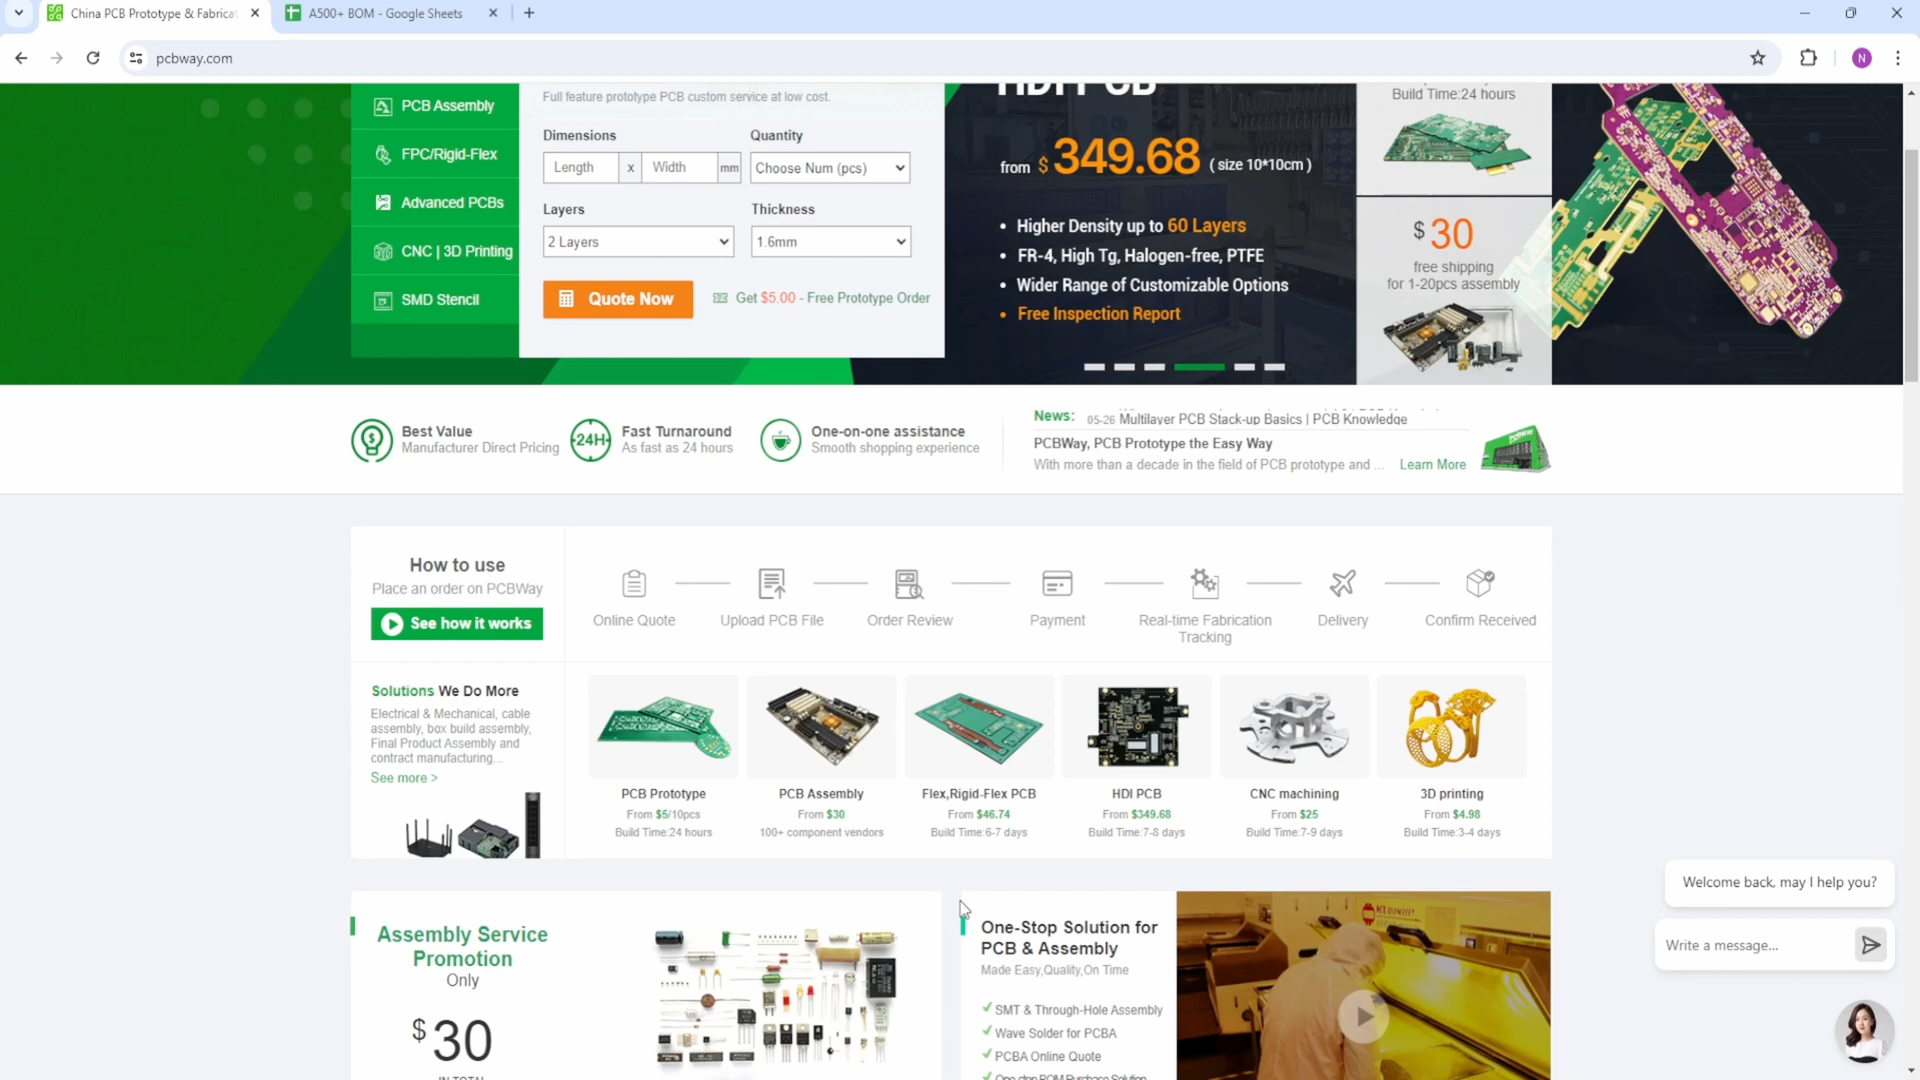 China PCB Prototype & Fabrica
A500+ BOM - Google Sheets
pcbway.com
N
PCB Assembly
FPC/Rigid-Flex
Advanced PCBs
CNC | 3D Printing
SMD Stencil
Full feature prototype PCB custom service at low cost.
Dimensions
Quantity
Length
x
Width
mm
Choose Num (pcs)
Layers
Thickness
2 Layers
1.6mm
Quote Now
Get $5.00 - Free Prototype Order
HDI PCB
from $349.68 ( size 10*10cm )
• Higher Density up to 60 Layers
• FR-4, High Tg, Halogen-free, PTFE
• Wider Range of Customizable Options
• Free Inspection Report
Build Time:24 hours
$30
free shipping
for 1-20pcs assembly
Best Value
Manufacturer Direct Pricing
24H
Fast Turnaround
As fast as 24 hours
One-on-one assistance
Smooth shopping experience
News:
05-26 Multilayer PCB Stack-up Basics | PCB Knowledge
PCBWay, PCB Prototype the Easy Way
With more than a decade in the field of PCB prototype and ...
Learn More
How to use
Place an order on PCBWay
See how it works
Online Quote
Upload PCB File
Order Review
Payment
Real-time Fabrication
Tracking
Delivery
Confirm Received
Solutions We Do More
Electrical & Mechanical, cable
assembly, box build assembly,
Final Product Assembly and
contract manufacturing...
See more >
PCB Prototype
From $5/10pcs
Build Time:24 hours
PCB Assembly
From $30
100+ component vendors
Flex,Rigid-Flex PCB
From $46.74
Build Time:6-7 days
HDI PCB
From $349.68
Build Time:7-8 days
CNC machining
From $25
Build Time:7-9 days
3D printing
From $4.98
Build Time:3-4 days
Assembly Service
Promotion
Only
$30
IN TOTAL
One-Stop Solution for
PCB & Assembly
Made Easy,Quality,On Time
SMT & Through-Hole Assembly
Wave Solder for PCBA
PCBA Online Quote
One-stop BOM Purchase Solution
Welcome back, may I help you?
Write a message...